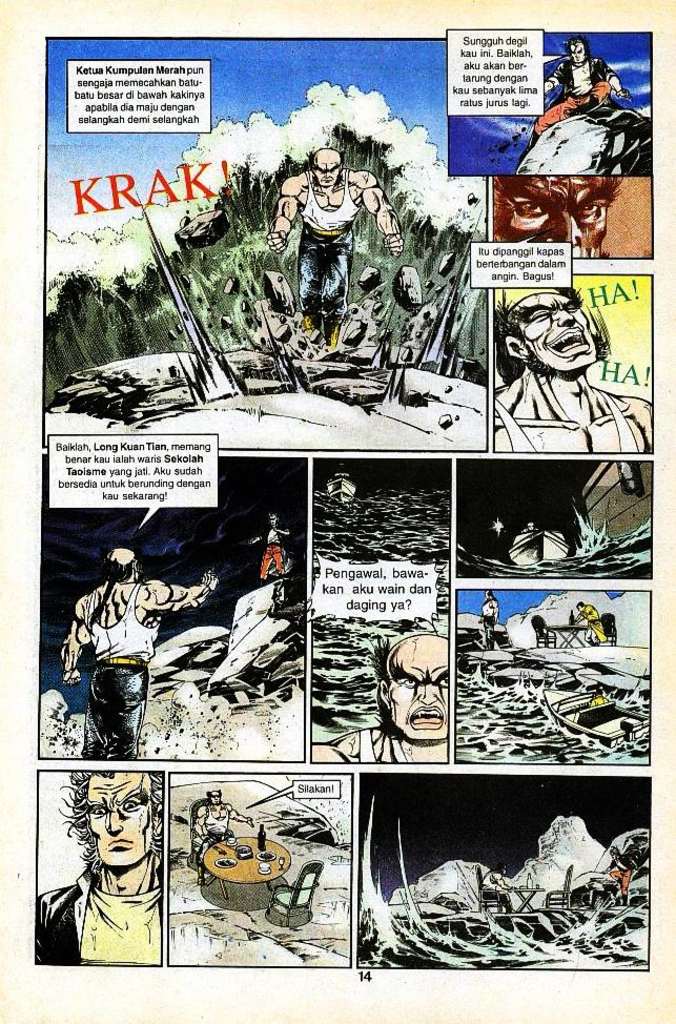 Ketua Kumpulan Merah pun
sengaja memecahkan batu-
batu besar di bawah kakinya
apabila dia maju dengan
selangkah demi selangkah
KRAK!
Sungguh degil
kau ini. Baiklah,
aku akan ber-
tarung dengan
kau sebanyak lima
ratus jurus lagi.
Itu dipanggil kapas
berterbangan dalam
angin. Bagus!
HA!
HA!
Baiklah, Long Kuan Tian, memang
benar kau ialah waris Sekolah
Taoisme yang jati. Aku sudah
bersedia untuk berunding dengan
kau sekarang!
Pengawal, bawa-
kan aku wain dan
daging ya?
Silakan!
14